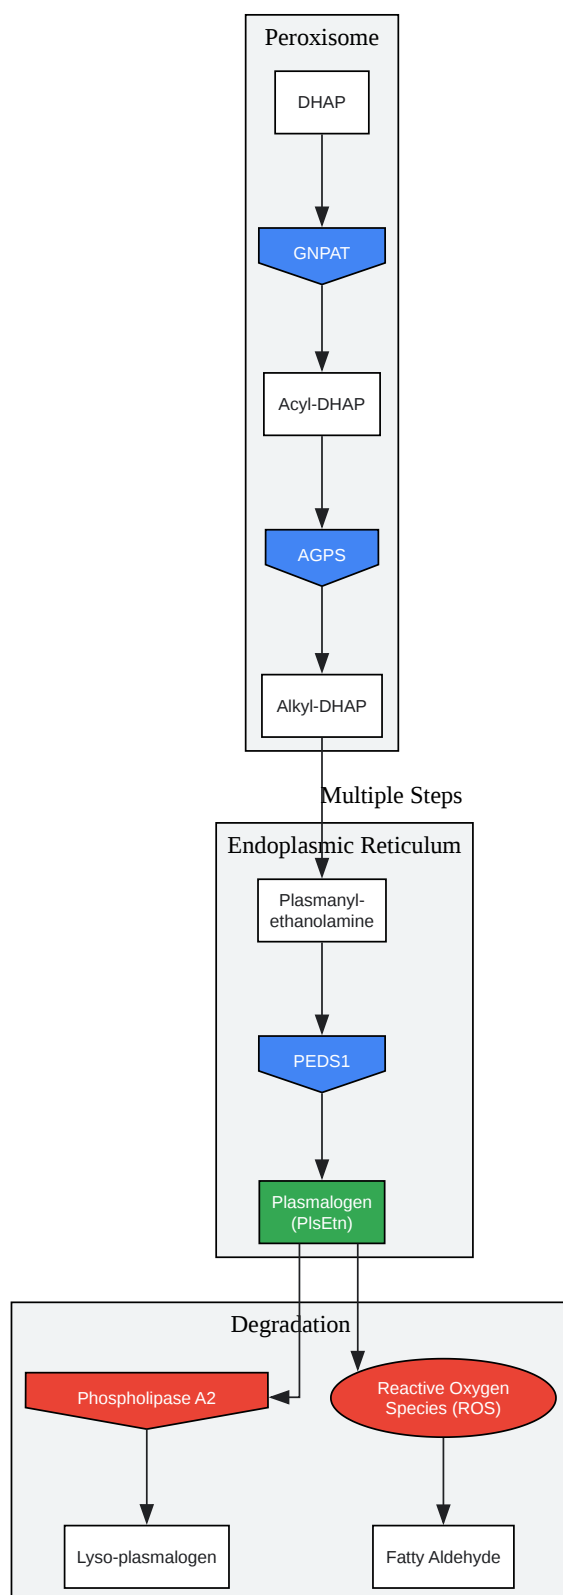 Peroxisome
DHAP
GNPAT
Acyl-DHAP
AGPS
Alkyl-DHAP
Multiple Steps
Endoplasmic Reticulum
Plasmanyl-
ethanolamine
PEDS1
Plasmalogen
(PlsEtn)
Degradation
Phospholipase A2
Reactive Oxygen
Species (ROS)
Lyso-plasmalogen
Fatty Aldehyde